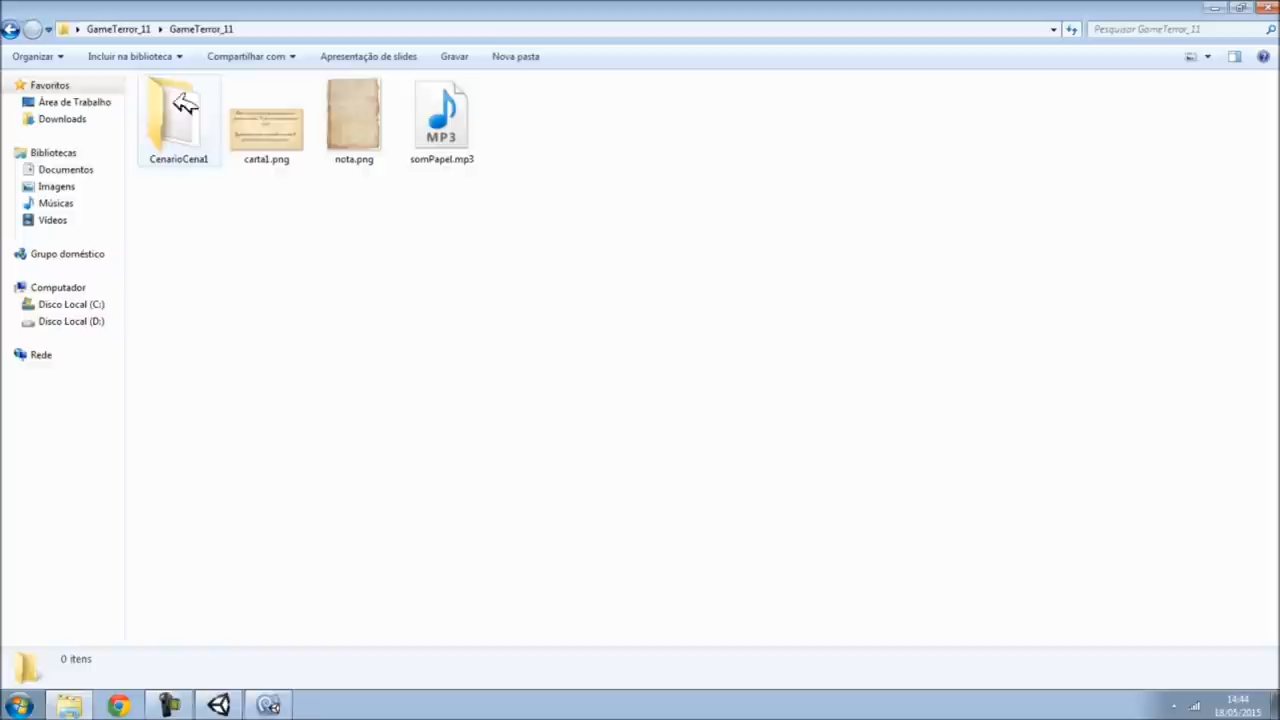 GameTerror_11 GameTerror_11
Pesquisar GameTerror_11
Organizar Incluir na biblioteca Compartilhar com Apresentação de slides Gravar Nova pasta
Favoritos
Área de Trabalho
Downloads
Bibliotecas
Documentos
Imagens
Músicas
Vídeos
Grupo doméstico
Computador
Disco Local (C:)
Disco Local (D:)
Rede
MP3
CenarioCena1 carta1.png nota.png somPapel.mp3
0 itens
14:44
18/05/2015